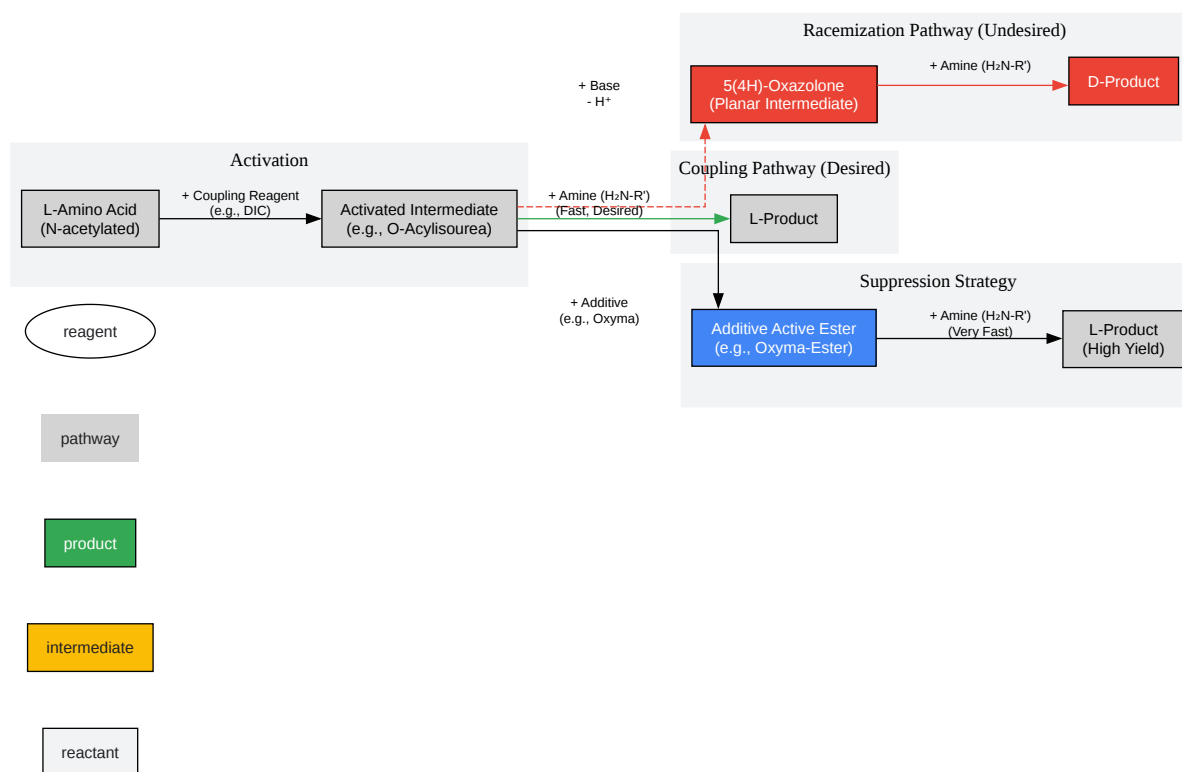 Racemization Pathway (Undesired)
+ Base
- H⁺
5(4H)-Oxazolone
(Planar Intermediate)
+ Amine (H₂N-R')
D-Product
Activation
L-Amino Acid
(N-acetylated)
+ Coupling Reagent
(e.g., DIC)
Activated Intermediate
(e.g., O-Acylisourea)
+ Amine (H₂N-R')
(Fast, Desired)
Coupling Pathway (Desired)
L-Product
Suppression Strategy
+ Additive
(e.g., Oxyma)
Additive Active Ester
(e.g., Oxyma-Ester)
+ Amine (H₂N-R')
(Very Fast)
L-Product
(High Yield)
reagent
pathway
product
intermediate
reactant